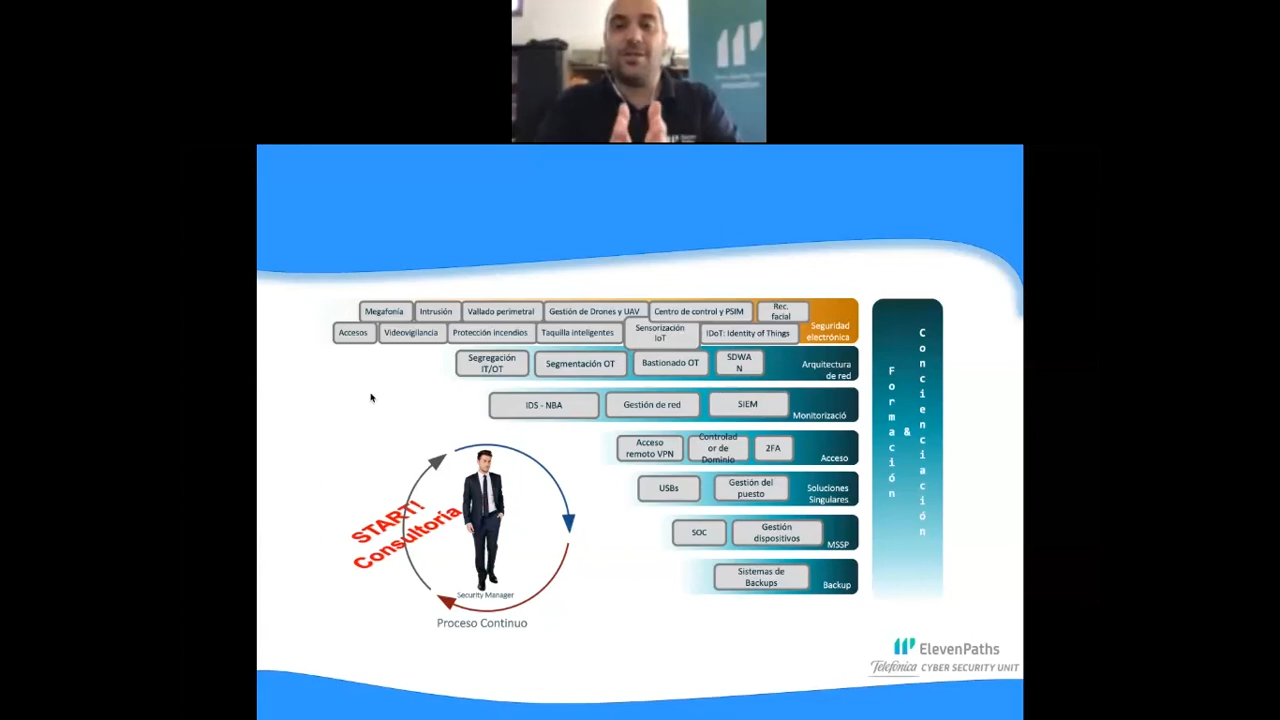 Megafonía
Intrusión
Vallado perimetral
Gestión de Drones y UAV
Centro de control y PSIM
Rec.
facial
Accesos
Videovigilancia
Protección incendios
Taquilla inteligentes
Sensorización
IoT
IDoT: Identity of Things
Seguridad
electrónica
Segregación
IT/OT
Segmentación OT
Bastionado OT
SDWA
N
Arquitectura
de red
IDS - NBA
Gestión de red
SIEM
Monitorizació
Acceso
remoto VPN
Controlad
or de
Dominio
2FA
Acceso
USBs
Gestión del
puesto
Soluciones
Singulares
SOC
Gestión
dispositivos
MSSP
Sistemas de
Backups
Backup
Formación
&
Concienciación
START!
Consultoría
Security Manager
Proceso Continuo
ElevenPaths
Telefónica CYBER SECURITY UNIT